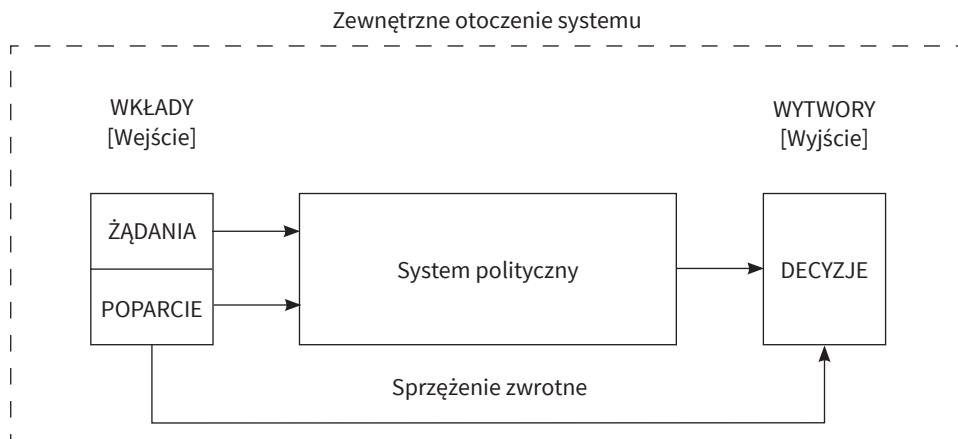 Zewnętrzne otoczenie systemu
WKŁADY
[Wejście]
WYTWORY
[Wyjście]
ŻĄDANIA
POPARCIE
System polityczny
DECYZJE
Sprzężenie zwrotne